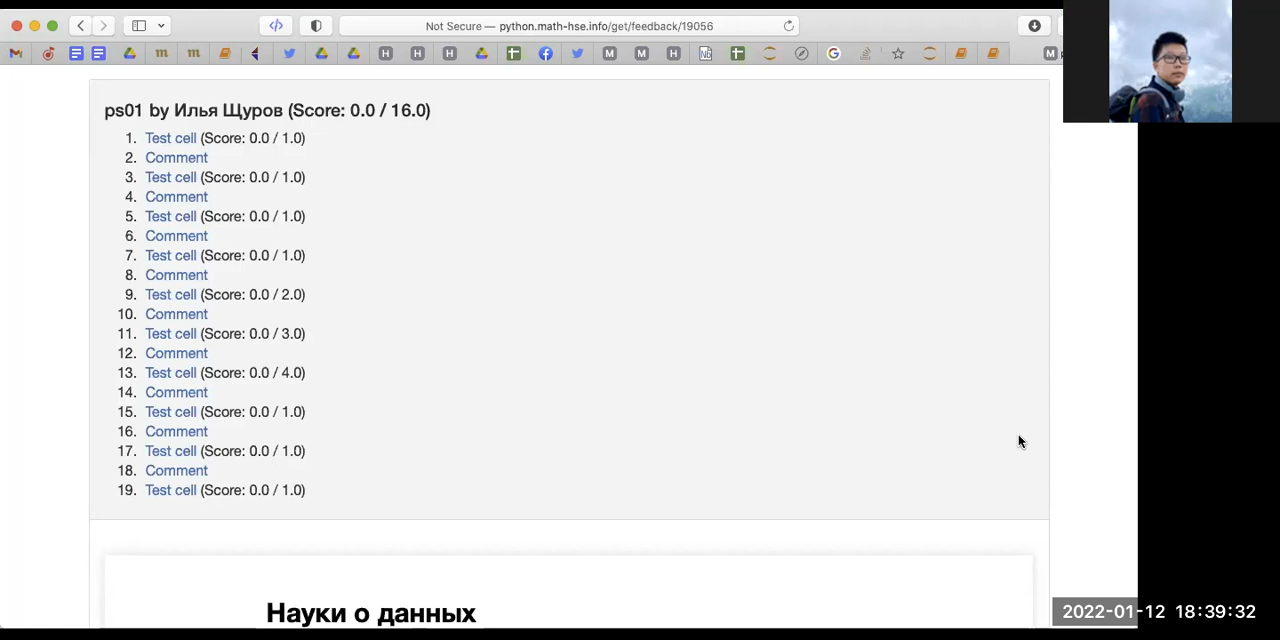 Not Secure — python.math-hse.info/get/feedback/19056
ps01 by Илья Щуров (Score: 0.0 / 16.0)
1. Test cell (Score: 0.0 / 1.0)
2. Comment
3. Test cell (Score: 0.0 / 1.0)
4. Comment
5. Test cell (Score: 0.0 / 1.0)
6. Comment
7. Test cell (Score: 0.0 / 1.0)
8. Comment
9. Test cell (Score: 0.0 / 2.0)
10. Comment
11. Test cell (Score: 0.0 / 3.0)
12. Comment
13. Test cell (Score: 0.0 / 4.0)
14. Comment
15. Test cell (Score: 0.0 / 1.0)
16. Comment
17. Test cell (Score: 0.0 / 1.0)
18. Comment
19. Test cell (Score: 0.0 / 1.0)
Науки о данных
2022-01-12 18:39:32